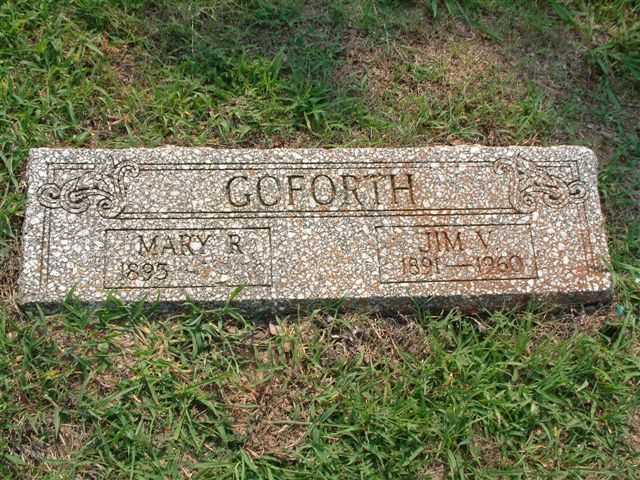 GOFORTH
MARY R.
1895 —
JIM V.
1891 — 1960